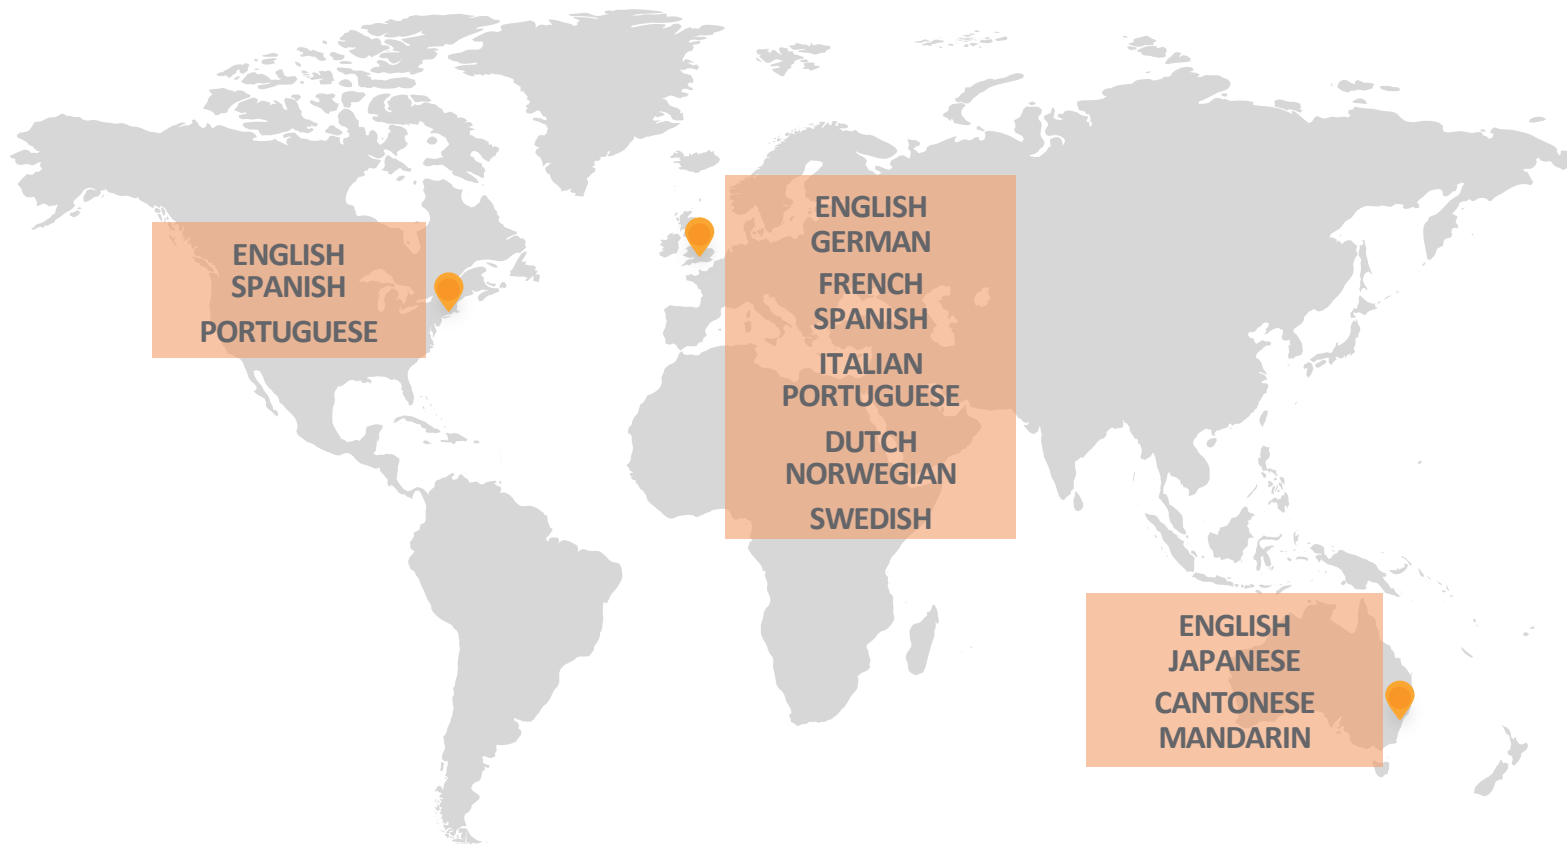 ENGLISH
SPANISH
PORTUGUESE
ENGLISH
GERMAN
FRENCH
SPANISH
ITALIAN
PORTUGUESE
DUTCH
NORWEGIAN
SWEDISH
ENGLISH
JAPANESE
CANTONESE
MANDARIN